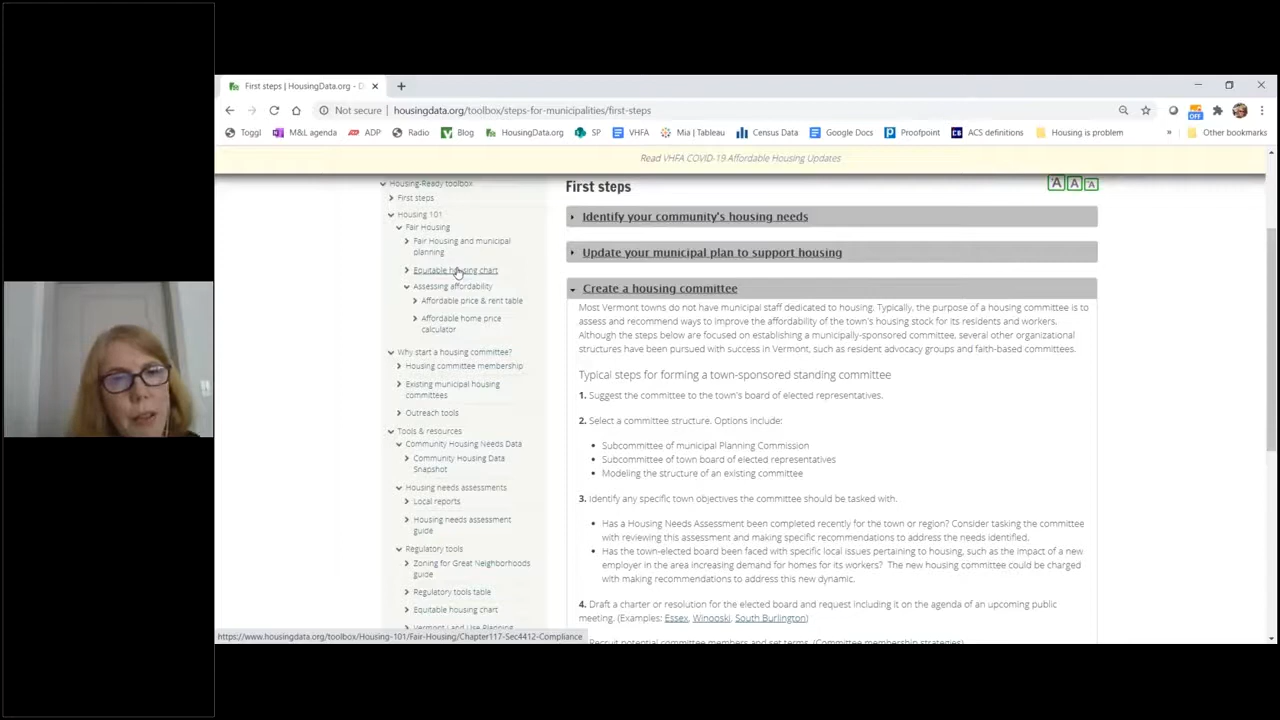 First steps | HousingData.org - D
Not secure | housingdata.org/toolbox/steps-for-municipalities/first-steps
OFF
Toggl M&L agenda ADP Radio Blog HousingData.org SP VHFA Mia | Tableau Census Data Google Docs Proofpoint ACS definitions Housing is problem » Other bookmarks
Read VHFA COVID-19 Affordable Housing Updates
Housing-Ready toolbox
First steps
Housing 101
Fair Housing
Fair Housing and municipal
planning
Equitable housing chart
Assessing affordability
Affordable price & rent table
Affordable home price
calculator
Why start a housing committee?
Housing committee membership
Existing municipal housing
committees
Outreach tools
Tools & resources
Community Housing Needs Data
Community Housing Data
Snapshot
Housing needs assessments
Local reports
Housing needs assessment
guide
Regulatory tools
Zoning for Great Neighborhoods
guide
Regulatory tools table
Equitable housing chart
Vermont Land Use Planning
First steps
A A A
Identify your community's housing needs
Update your municipal plan to support housing
Create a housing committee
Most Vermont towns do not have municipal staff dedicated to housing. Typically, the purpose of a housing committee is to
assess and recommend ways to improve the affordability of the town's housing stock for its residents and workers.
Although the steps below are focused on establishing a municipally-sponsored committee, several other organizational
structures have been pursued with success in Vermont, such as resident advocacy groups and faith-based committees.
Typical steps for forming a town-sponsored standing committee
1. Suggest the committee to the town's board of elected representatives.
2. Select a committee structure. Options include:
Subcommittee of municipal Planning Commission
Subcommittee of town board of elected representatives
Modeling the structure of an existing committee
3. Identify any specific town objectives the committee should be tasked with.
Has a Housing Needs Assessment been completed recently for the town or region? Consider tasking the committee
with reviewing this assessment and making specific recommendations to address the needs identified.
Has the town-elected board been faced with specific local issues pertaining to housing, such as the impact of a new
employer in the area increasing demand for homes for its workers? The new housing committee could be charged
with making recommendations to address this new dynamic.
4. Draft a charter or resolution for the elected board and request including it on the agenda of an upcoming public
meeting. (Examples: Essex, Winooski, South Burlington)
Recruit potential committee members and set terms. (Committee membership strategies)
https://www.housingdata.org/toolbox/Housing-101/Fair-Housing/Chapter117-Sec4412-Compliance